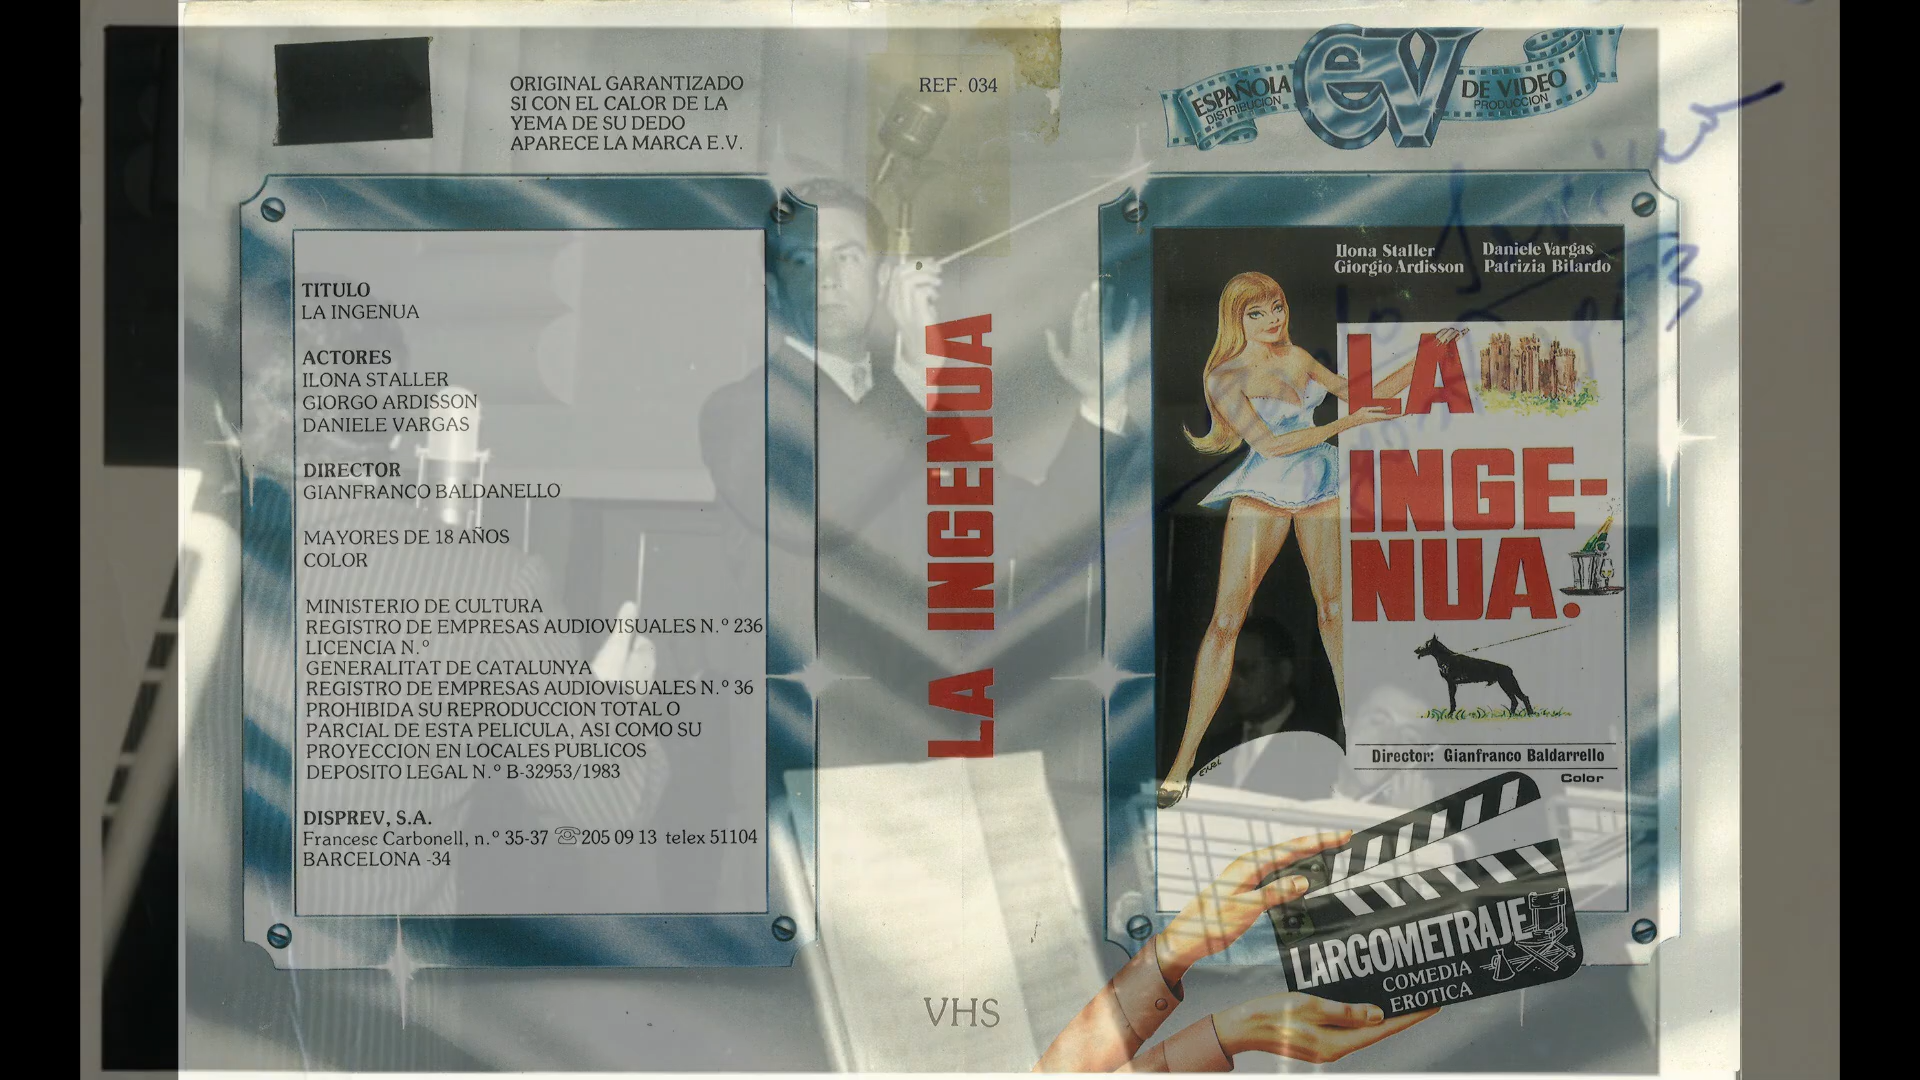 ORIGINAL GARANTIZADO
SI CON EL CALOR DE LA
YEMA DE SU DEDO
APARECE LA MARCA E.V.
TITULO
LA INGENUA
ACTORES
ILONA STALLER
GIORGO ARDISSON
DANIELE VARGAS
DIRECTOR
GIANFRANCO BALDANELLO
MAYORES DE 18 AÑOS
COLOR
MINISTERIO DE CULTURA
REGISTRO DE EMPRESAS AUDIOVISUALES N.º 236
LICENCIA N.º
GENERALITAT DE CATALUNYA
REGISTRO DE EMPRESAS AUDIOVISUALES N.º 36
PROHIBIDA SU REPRODUCCION TOTAL O
PARCIAL DE ESTA PELICULA, ASI COMO SU
PROYECCION EN LOCALES PUBLICOS
DEPOSITO LEGAL N.º B-32953/1983
DISPREV, S.A.
Francesc Carbonell, n.º 35-37 ☏205 09 13 telex 51104
BARCELONA -34
REF. 034
LA INGENUA
VHS
ESPAÑOLA DE VIDEO
DISTRIBUCION PRODUCCION
Ilona Staller Daniele Vargas
Giorgio Ardisson Patrizia Bilardo
LA
INGE-
NUA.
Director: Gianfranco Baldarrello
Color
LARGOMETRAJE
COMEDIA
EROTICA